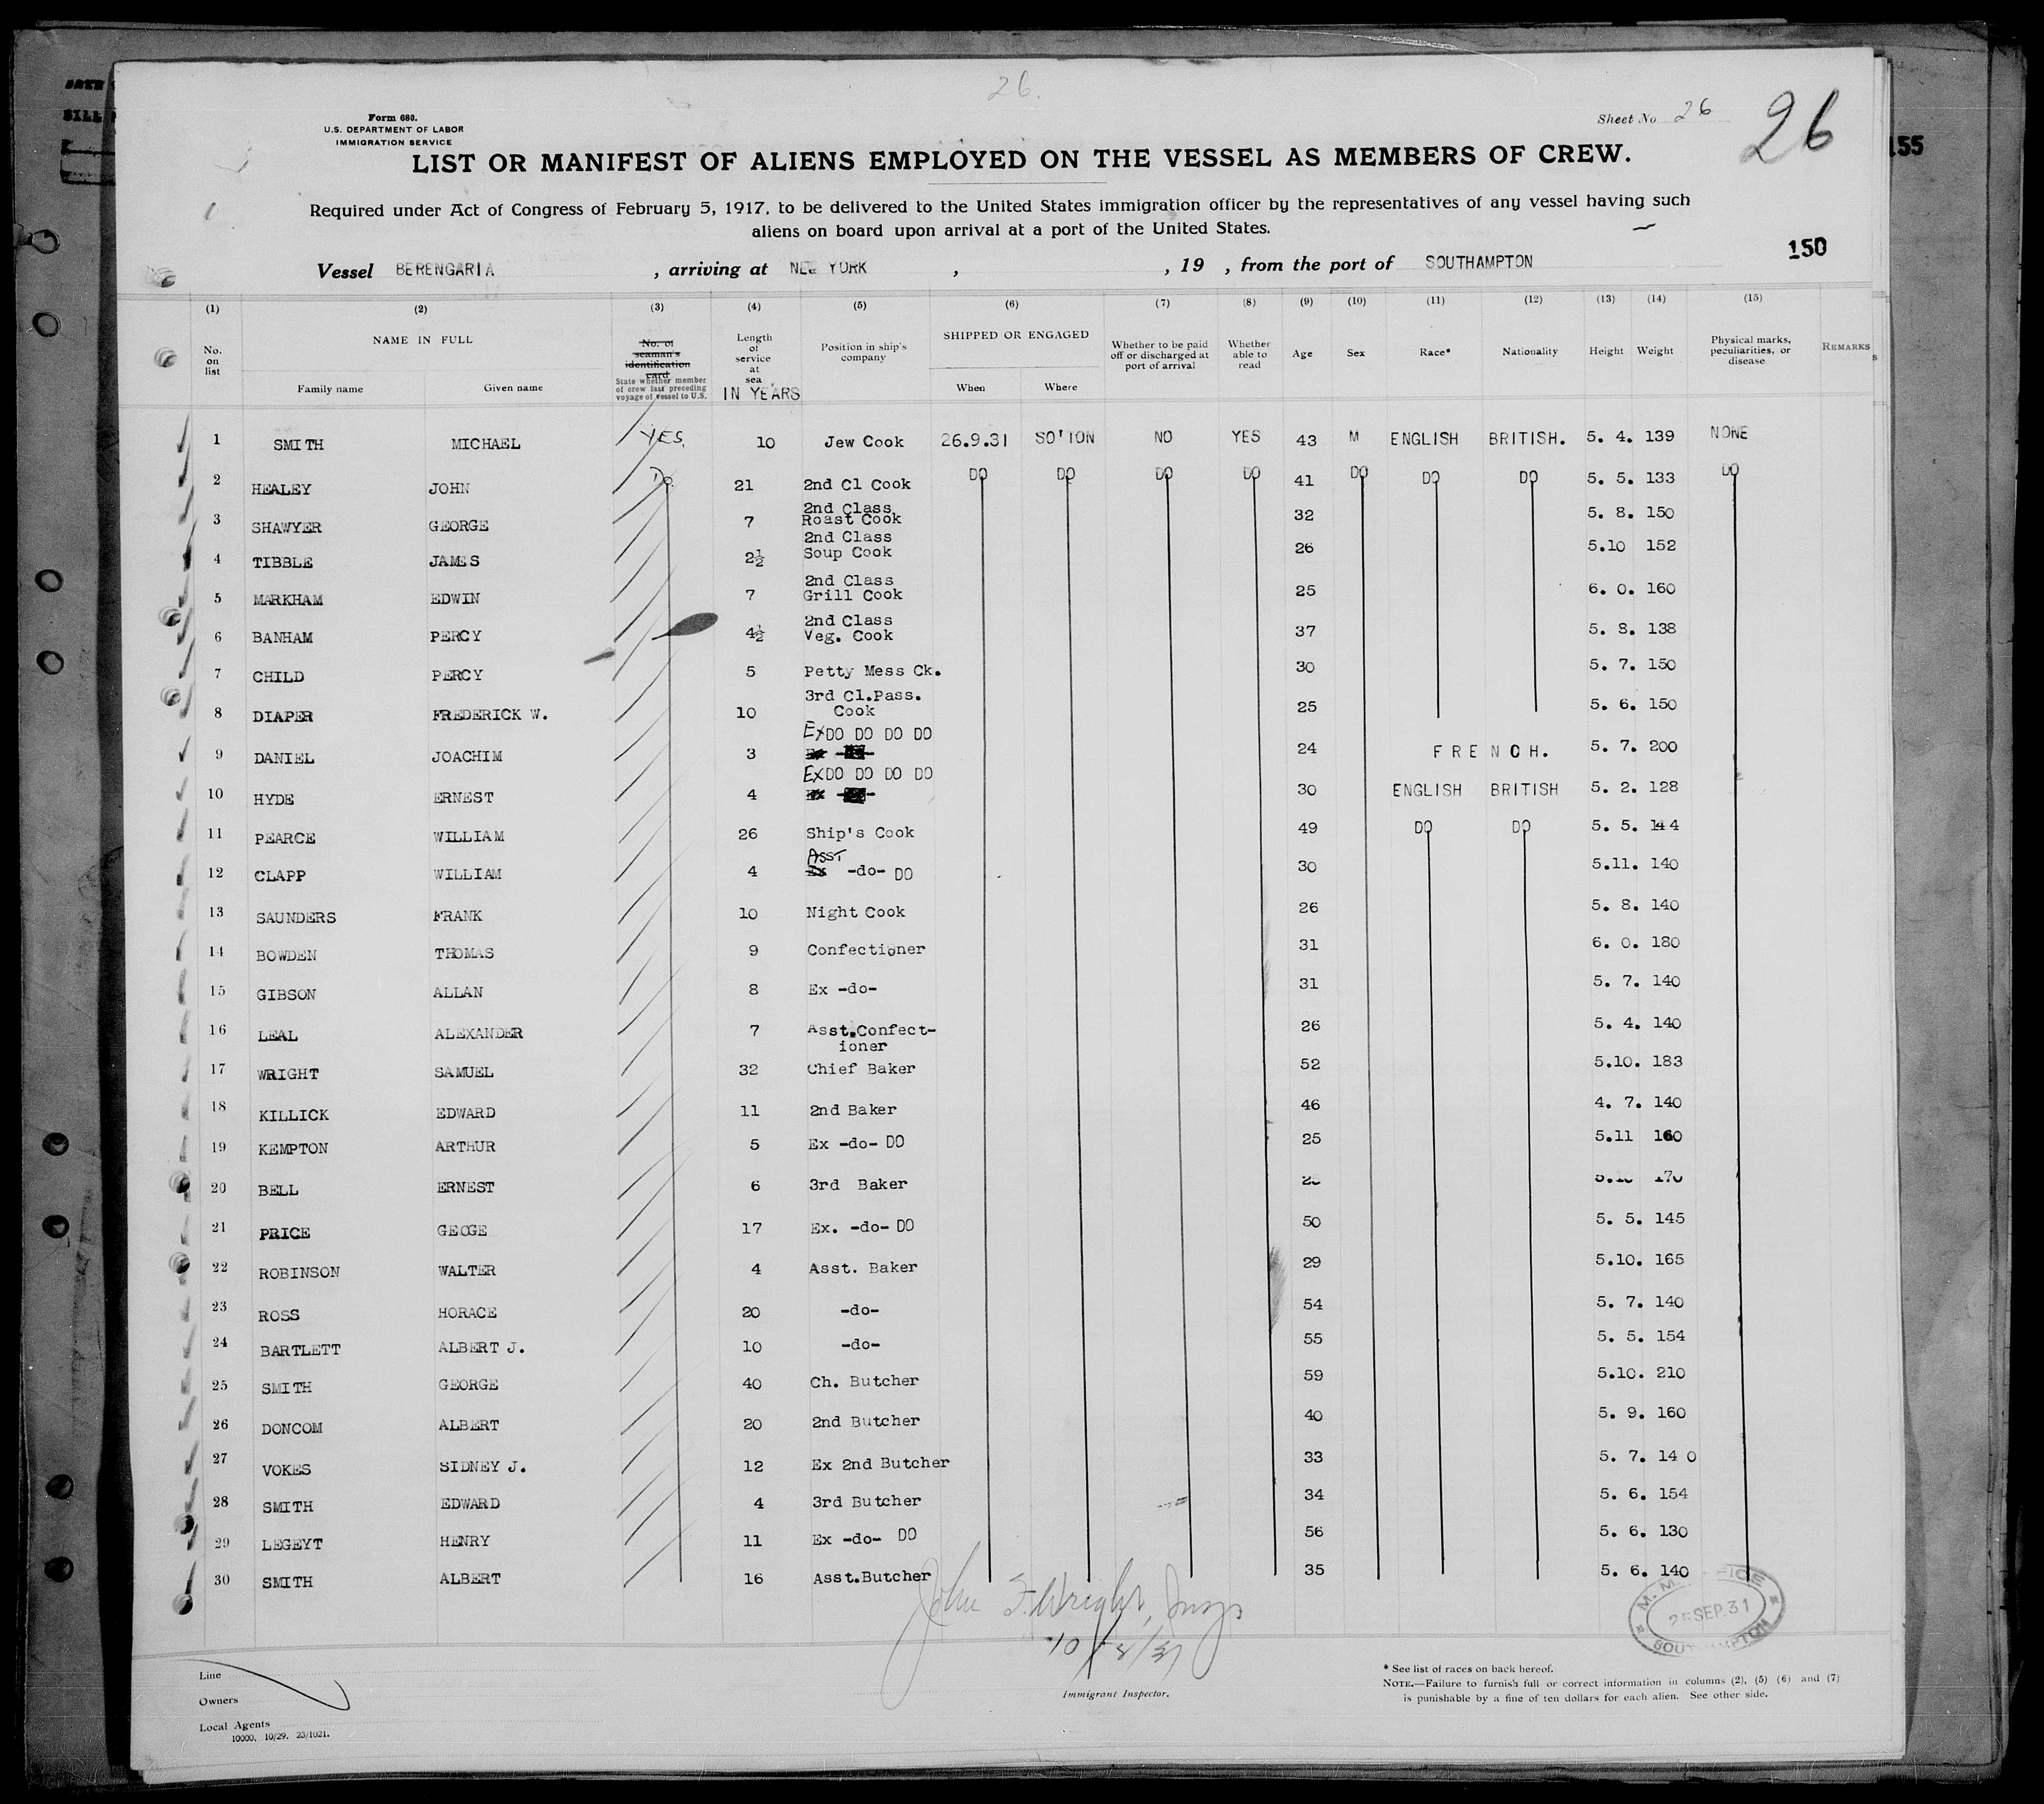 26.
Form 680.
U.S. DEPARTMENT OF LABOR
IMMIGRATION SERVICE
Sheet No 26
26
155
LIST OR MANIFEST OF ALIENS EMPLOYED ON THE VESSEL AS MEMBERS OF CREW.
Required under Act of Congress of February 5, 1917, to be delivered to the United States immigration officer by the representatives of any vessel having such
aliens on board upon arrival at a port of the United States.
150
Vessel BERENGARIA , arriving at NEW YORK , , 19 , from the port of SOUTHAMPTON
(1) (2) (3) (4) (5) (6) (7) (8) (9) (10) (11) (12) (13) (14) (15)
No. on list
NAME IN FULL
Family name Given name
No. of seaman's identification card
State whether member of crew last preceding voyage of vessel to U.S.
Length of service at sea IN YEARS
Position in ship's company
SHIPPED OR ENGAGED
When Where
Whether to be paid off or discharged at port of arrival
Whether able to read
Age
Sex
Race*
Nationality
Height
Weight
Physical marks, peculiarities, or disease
REMARKS
1 SMITH MICHAEL YES 10 Jew Cook 26.9.31 SO'TON NO YES 43 M ENGLISH BRITISH. 5. 4. 139 NONE
2 HEALEY JOHN Do. 21 2nd Cl Cook DO DO DO DO 41 DO DO DO 5. 5. 133 DO
3 SHAWYER GEORGE 7 2nd Class Roast Cook 32 5. 8. 150
4 TIBBLE JAMES 2½ 2nd Class Soup Cook 26 5.10 152
5 MARKHAM EDWIN 7 2nd Class Grill Cook 25 6. 0. 160
6 BANHAM PERCY 4½ 2nd Class Veg. Cook 37 5. 8. 138
7 CHILD PERCY 5 Petty Mess Ck. 30 5. 7. 150
8 DIAPER FREDERICK W. 10 3rd Cl.Pass. Cook 25 5. 6. 150
9 DANIEL JOACHIM 3 Ex DO DO DO DO 24 FRENCH. 5. 7. 200
10 HYDE ERNEST 4 Ex DO DO DO DO 30 ENGLISH BRITISH 5. 2. 128
11 PEARCE WILLIAM 26 Ship's Cook 49 DO DO 5. 5. 144
12 CLAPP WILLIAM 4 ASST Ex -do- DO 30 5.11. 140
13 SAUNDERS FRANK 10 Night Cook 26 5. 8. 140
14 BOWDEN THOMAS 9 Confectioner 31 6. 0. 180
15 GIBSON ALLAN 8 Ex -do- 31 5. 7. 140
16 LEAL ALEXANDER 7 Asst.Confect-ioner 26 5. 4. 140
17 WRIGHT SAMUEL 32 Chief Baker 52 5.10. 183
18 KILLICK EDWARD 11 2nd Baker 46 4. 7. 140
19 KEMPTON ARTHUR 5 Ex -do- DO 25 5.11 160
20 BELL ERNEST 6 3rd Baker
21 PRICE GEOGE 17 Ex. -do- DO 50 5. 5. 145
22 ROBINSON WALTER 4 Asst. Baker 29 5.10. 165
23 ROSS HORACE 20 -do- 54 5. 7. 140
24 BARTLETT ALBERT J. 10 -do- 55 5. 5. 154
25 SMITH GEORGE 40 Ch. Butcher 59 5.10. 210
26 DONCOM ALBERT 20 2nd Butcher 40 5. 9. 160
27 VOKES SIDNEY J. 12 Ex 2nd Butcher 33 5. 7. 14 0
28 SMITH EDWARD 4 3rd Butcher 34 5. 6. 154
29 LEGEYT HENRY 11 Ex -do- DO 56 5. 6. 130
30 SMITH ALBERT 16 Asst.Butcher 35 5. 6. 140
John F. Wright, Insp
Immigrant Inspector.
25 SEP. 31
SOUTHAMPTON
Line
Owners
Local Agents
10000. 10/29. 23/1021.
* See list of races on back hereof.
NOTE.—Failure to furnish full or correct information in columns (2), (5) (6) and (7)
is punishable by a fine of ten dollars for each alien. See other side.